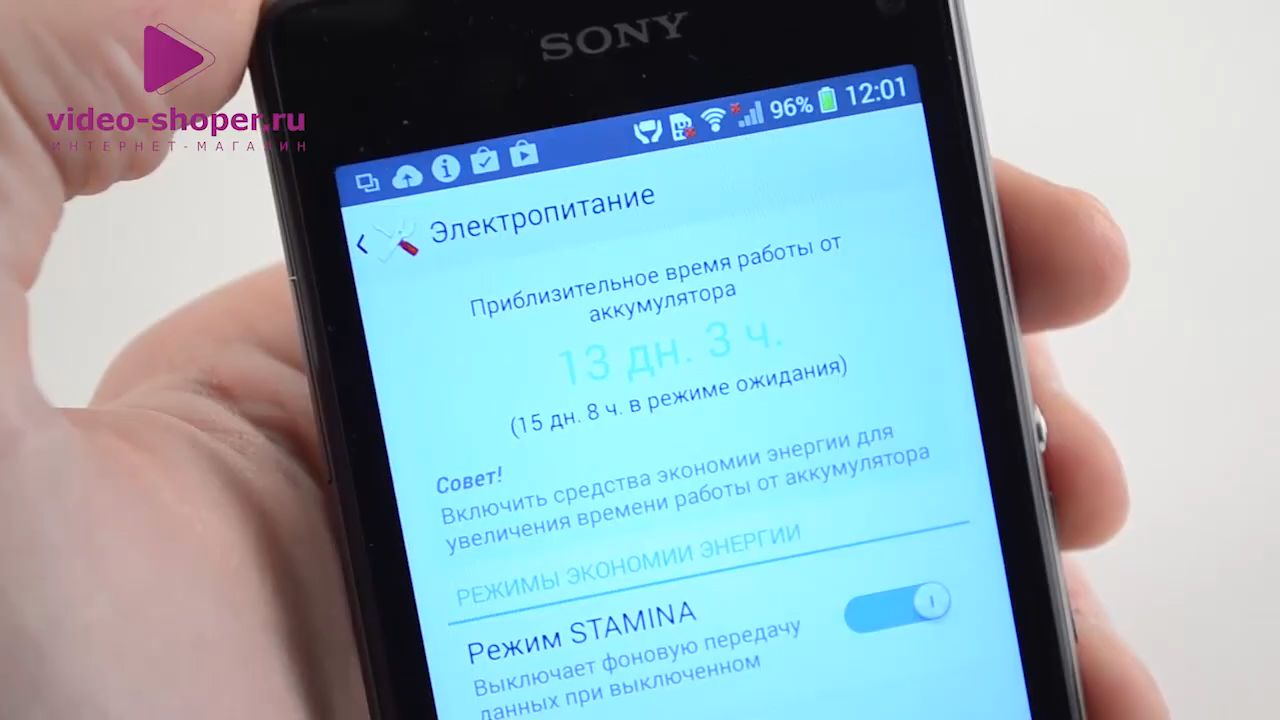 SONY
video-shoper.ru
ИНТЕРНЕТ-МАГАЗИН
96% 12:01
Электропитание
Приблизительное время работы от
аккумулятора
13 дн. 3 ч.
(15 дн. 8 ч. в режиме ожидания)
Совет!
Включить средства экономии энергии для
увеличения времени работы от аккумулятора
РЕЖИМЫ ЭКОНОМИИ ЭНЕРГИИ
Режим STAMINA
Выключает фоновую передачу
данных при выключенном